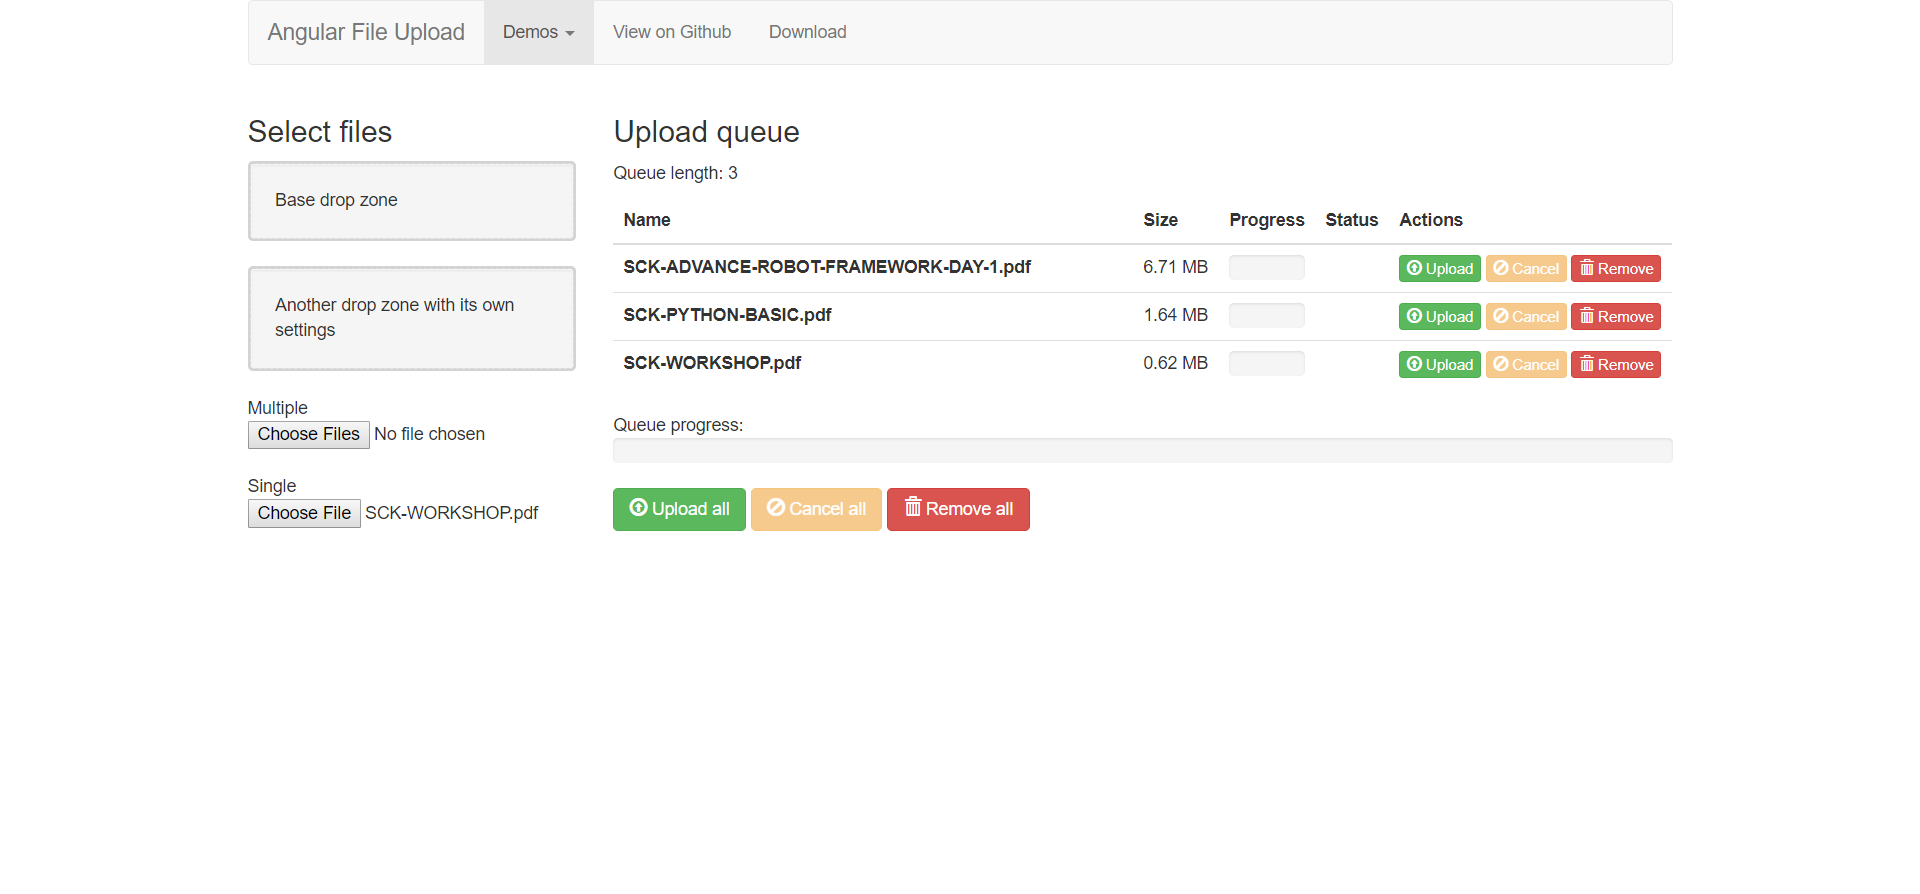 Angular File Upload Demos View on Github Download
Select files
Base drop zone
Another drop zone with its own
settings
Multiple
Choose Files No file chosen
Single
Choose File SCK-WORKSHOP.pdf
Upload queue
Queue length: 3
Name Size Progress Status Actions
SCK-ADVANCE-ROBOT-FRAMEWORK-DAY-1.pdf 6.71 MB Upload Cancel Remove
SCK-PYTHON-BASIC.pdf 1.64 MB Upload Cancel Remove
SCK-WORKSHOP.pdf 0.62 MB Upload Cancel Remove
Queue progress:
Upload all Cancel all Remove all